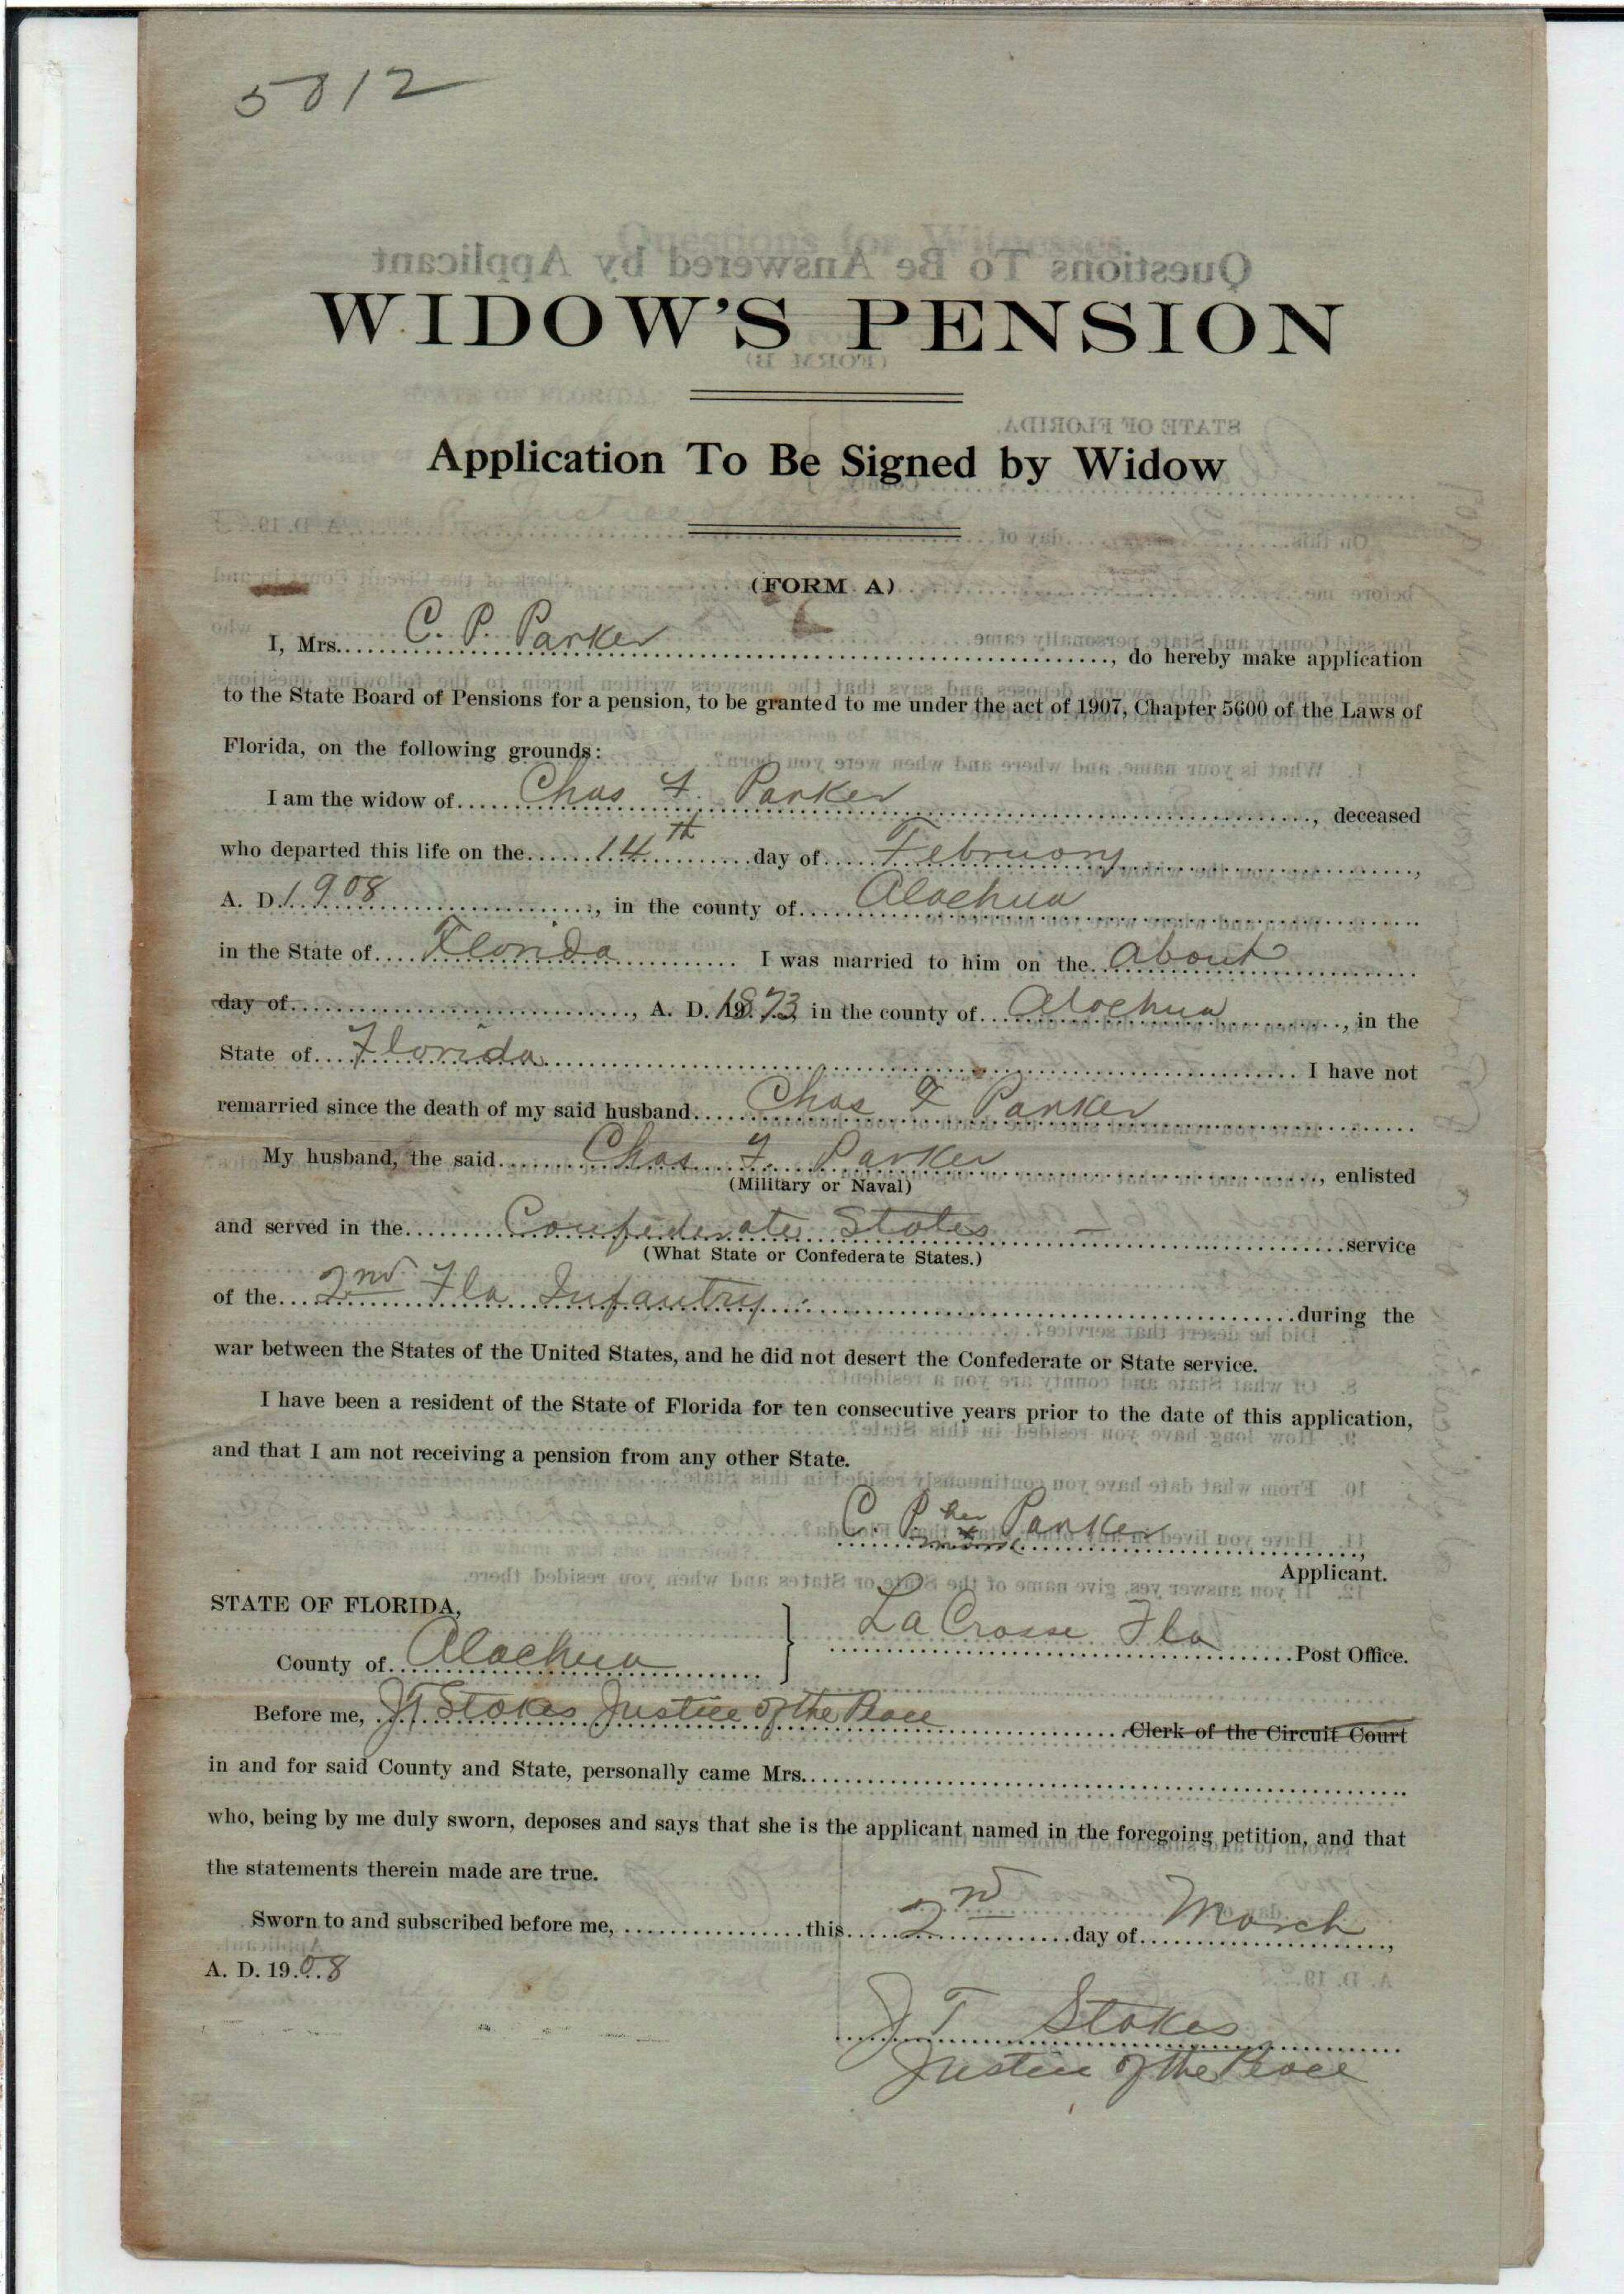 5812
WIDOW'S PENSION
Application To Be Signed by Widow
(FORM A)
I, Mrs. C. P. Parker, do hereby make application
to the State Board of Pensions for a pension, to be granted to me under the act of 1907, Chapter 5600 of the Laws of
Florida, on the following grounds:
I am the widow of Chas F. Parker, deceased
who departed this life on the 14th day of February,
A. D. 1908, in the county of Alachua
in the State of Florida I was married to him on the about
day of, A. D. 1873, in the county of Alachua, in the
State of Florida I have not
remarried since the death of my said husband Chas F Parker
My husband, the said Chas F. Parker, enlisted
(Military or Naval)
and served in the Confederate States — service
(What State or Confederate States.)
of the 2nd Fla Infantry during the
war between the States of the United States, and he did not desert the Confederate or State service.
I have been a resident of the State of Florida for ten consecutive years prior to the date of this application,
and that I am not receiving a pension from any other State.
C. P. her x mark Parker,
Applicant.
STATE OF FLORIDA,
County of Alachua
La Crosse Fla Post Office.
Before me, J T Stokes Justice of the Peace Clerk of the Circuit Court
in and for said County and State, personally came Mrs.
who, being by me duly sworn, deposes and says that she is the applicant named in the foregoing petition, and that
the statements therein made are true.
Sworn to and subscribed before me, this 2nd day of March,
A. D. 1908
J T Stokes
Justice of the Peace